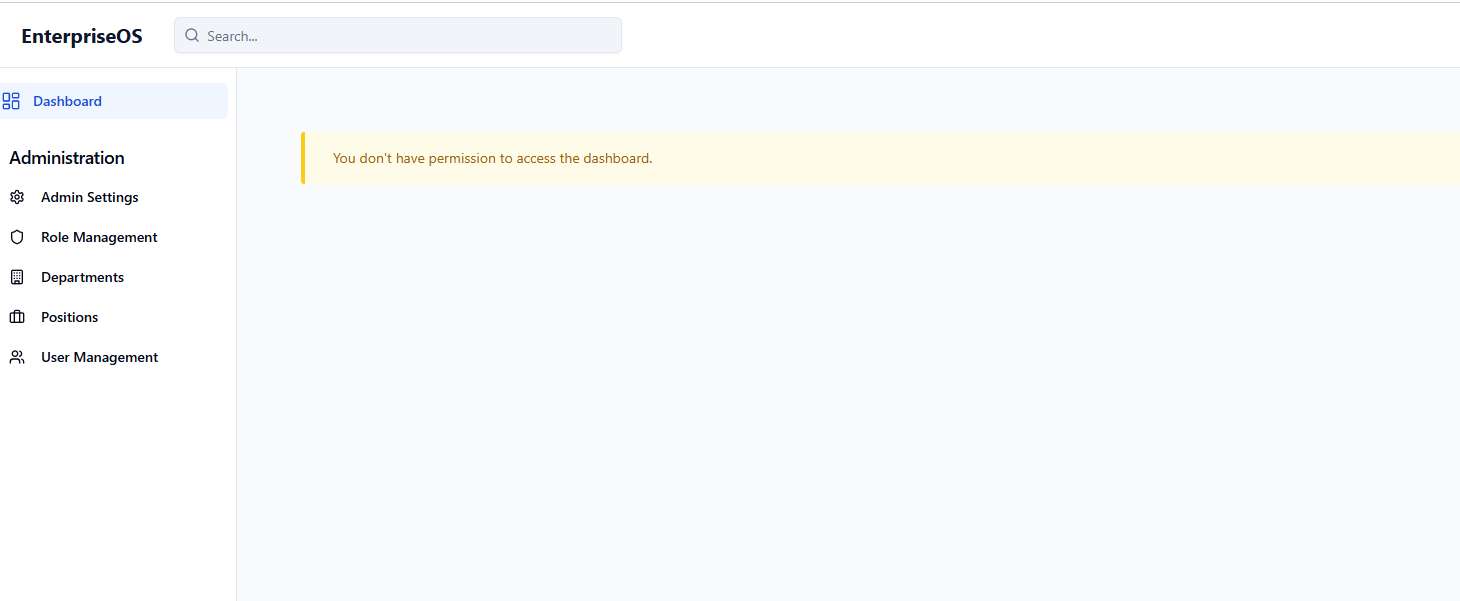 EnterpriseOS
Search...
Dashboard
You don't have permission to access the dashboard.
Administration
Admin Settings
Role Management
Departments
Positions
User Management